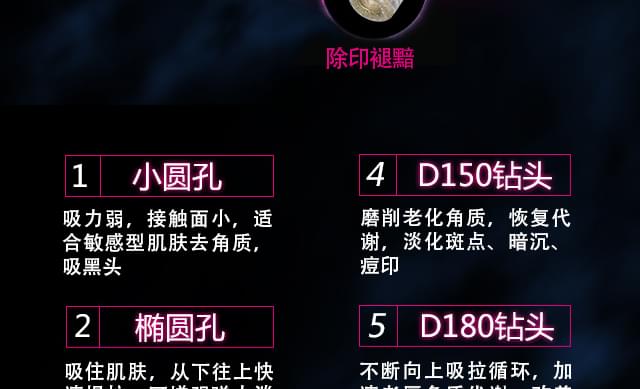 除印褪黯
1 小圆孔
吸力弱，接触面小，适
合敏感型肌肤去角质，
吸黑头
4 D150钻头
磨削老化角质，恢复代
谢，淡化斑点、暗沉、
痘印
2 椭圆孔
吸住肌肤，从下往上快
5 D180钻头
不断向上吸拉循环，加